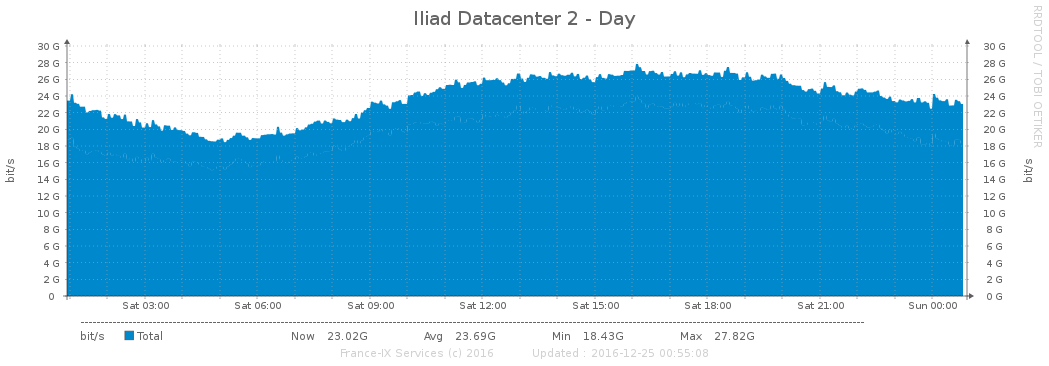 Iliad Datacenter 2 - Day
RRDTOOL / TOBI OETIKER
bit/s
30 G 30 G
28 G 28 G
26 G 26 G
24 G 24 G
22 G 22 G
20 G 20 G
18 G 18 G
16 G 16 G
14 G 14 G
12 G 12 G
10 G 10 G
8 G 8 G
6 G 6 G
4 G 4 G
2 G 2 G
0 0 G
bit/s
Sat 03:00 Sat 06:00 Sat 09:00 Sat 12:00 Sat 15:00 Sat 18:00 Sat 21:00 Sun 00:00
bit/s Total Now 23.02G Avg 23.69G Min 18.43G Max 27.82G
France-IX Services (c) 2016 Updated : 2016-12-25 00:55:08